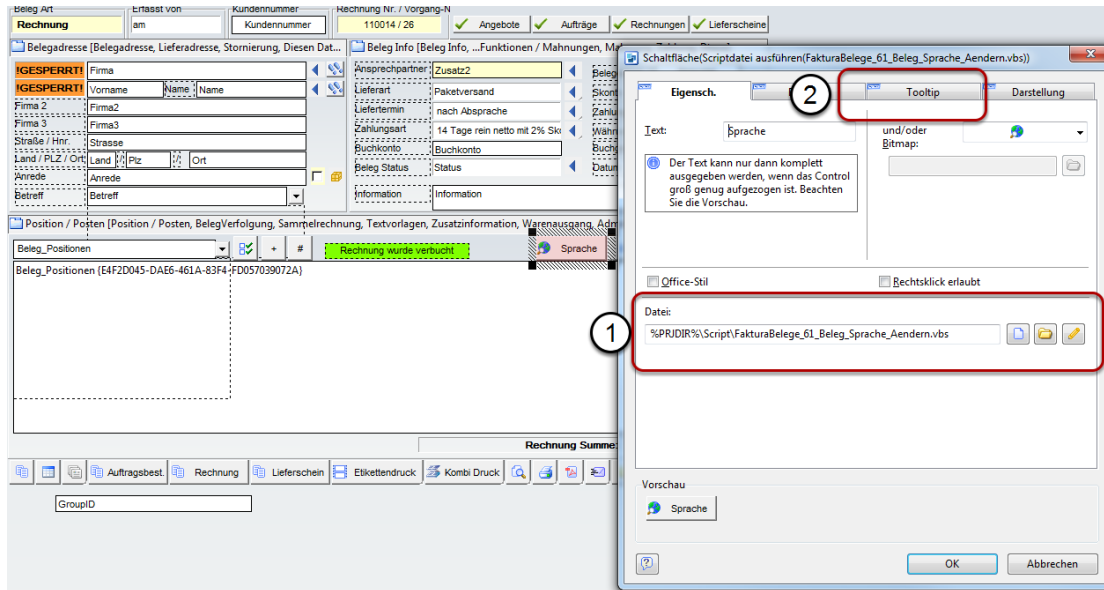 Beleg Art
Erfasst von
Kundennummer
Rechnung Nr. / Vorgang-N
Rechnung
am
Kundennummer
110014 / 26
Angebote
Aufträge
Rechnungen
Lieferscheine
Belegadresse [Belegadresse, Lieferadresse, Stornierung, Diesen Dat...
Beleg Info [Beleg Info, ...Funktionen / Mahnungen,
!GESPERRT!
Firma
!GESPERRT!
Vorname
Name
Name
Firma 2
Firma2
Firma 3
Firma3
Straße / Hnr.
Strasse
Land / PLZ / Ort
Land
/
Plz
/
Ort
Anrede
Anrede
Betreff
Betreff
Ansprechpartner
Zusatz2
Lieferart
Paketversand
Liefertermin
nach Absprache
Zahlungsart
14 Tage rein netto mit 2% Sk
Buchkonto
Buchkonto
Beleg Status
Status
Information
Information
Beleg
Skont
Zahlu
Währ
Buchg
Datum
Position / Posten [Position / Posten, BelegVerfolgung, Sammelrechnung, Textvorlagen, Zusatzinformation, Warenausgang, Adm
Beleg_Positionen
+
#
Rechnung wurde verbucht
Sprache
Beleg_Positionen {E4F2D045-DAE6-461A-83F4-FD057039072A}
Rechnung Summe:
Auftragsbest.
Rechnung
Lieferschein
Etikettendruck
Kombi Druck
GroupID
Schaltfläche(Scriptdatei ausführen(FakturaBelege_61_Beleg_Sprache_Aendern.vbs))
Eigensch.
2
Tooltip
Darstellung
Text:
Sprache
und/oder
Bitmap:
Der Text kann nur dann komplett
ausgegeben werden, wenn das Control
groß genug aufgezogen ist. Beachten
Sie die Vorschau.
Office-Stil
Rechtsklick erlaubt
1
Datei:
%PRJDIR%\Script\FakturaBelege_61_Beleg_Sprache_Aendern.vbs
Vorschau
Sprache
OK
Abbrechen